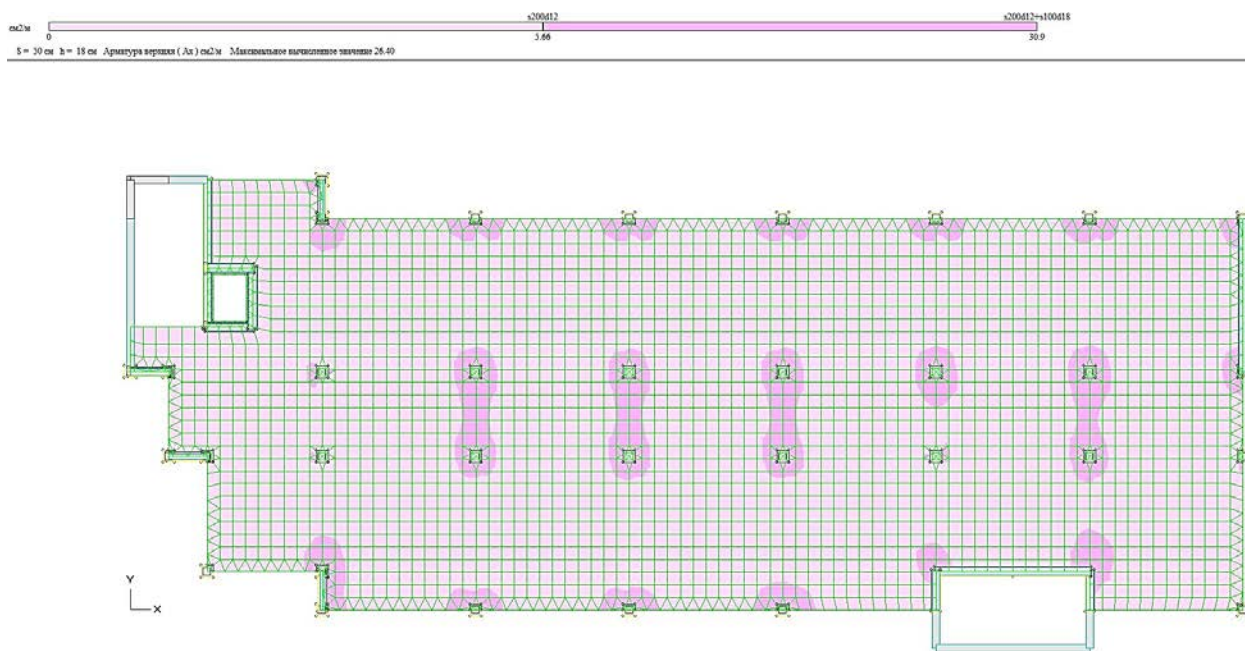 s200d12 s200d12+s100d18
см2/м
0 5.66 30.9
S = 30 см h = 18 см Арматура верхняя ( Ax ) см2/м Максимальное вычисленное значение 26.40
Y
X